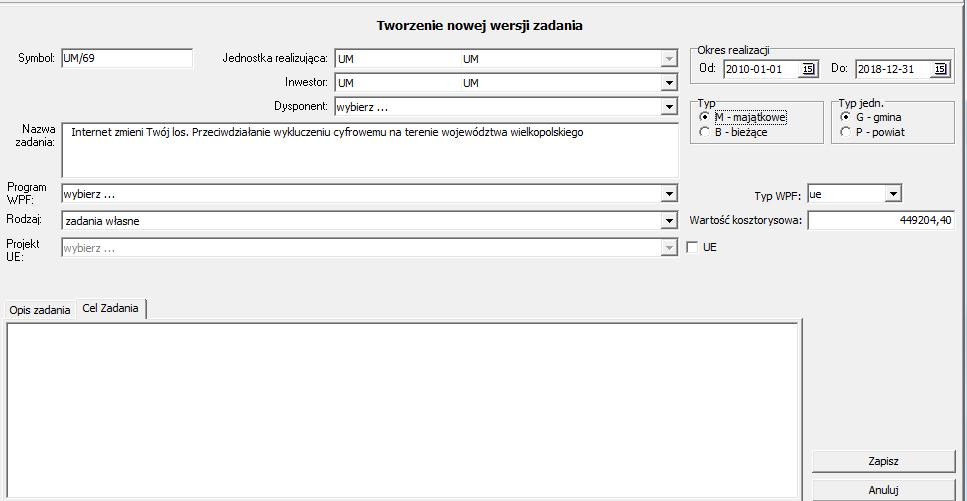 Tworzenie nowej wersji zadania
Symbol: UM/69 Jednostka realizująca: UM UM
Okres realizacji
Od: 2010-01-01 15 Do: 2018-12-31 15
Inwestor: UM UM
Dysponent: wybierz ...
Typ
M - majątkowe
B - bieżące
Typ jedn.
G - gmina
P - powiat
Nazwa
zadania:
Internet zmieni Twój los. Przeciwdziałanie wykluczeniu cyfrowemu na terenie województwa wielkopolskiego
Program
WPF:
wybierz ...
Typ WPF: ue
Rodzaj: zadania własne
Wartość kosztorysowa: 449204,40
Projekt
UE:
wybierz ...
UE
Opis zadania Cel Zadania
Zapisz
Anuluj